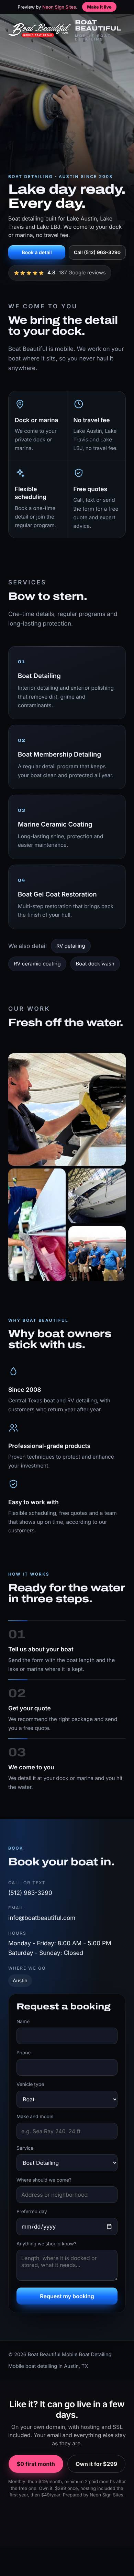 Preview by Neon Sign Sites. Make it live
Boat Beautiful
BOAT
BEAUTIFUL
BOAT DETAILING · AUSTIN SINCE 2008
Lake day ready.
Every day.
Boat detailing built for Lake Austin, Lake
Travis and Lake LBJ. We come to your dock
or marina, no travel fee.
Book a detail
Call (512) 963-3290
★★★★★ 4.8 187 Google reviews
WE COME TO YOU
We bring the detail
to your dock.
Boat Beautiful is mobile. We work on your
boat where it sits, so you never haul it
anywhere.
Dock or marina
We come to your
private dock or
marina.
No travel fee
Lake Austin, Lake
Travis and Lake
LBJ, no travel fee.
Flexible
scheduling
Book a one-time
detail or join the
regular program.
Free quotes
Call, text or send
the form for a free
quote and expert
advice.
SERVICES
Bow to stern.
One-time details, regular programs and
long-lasting protection.
01
Boat Detailing
Interior detailing and exterior polishing
that remove dirt, grime and
contaminants.
02
Boat Membership Detailing
A regular detail program that keeps
your boat clean and protected all year.
03
Marine Ceramic Coating
Long-lasting shine, protection and
easier maintenance.
04
Boat Gel Coat Restoration
Multi-step restoration that brings back
the finish of your hull.
We also detail
RV detailing
RV ceramic coating
Boat dock wash
OUR WORK
Fresh off the water.
WHY BOAT BEAUTIFUL
Why boat owners
stick with us.
Since 2008
Central Texas boat and RV detailing, with
customers who return year after year.
Professional-grade products
Proven techniques to protect and enhance
your investment.
Easy to work with
Flexible scheduling, free quotes and a team
that shows up on time, according to our
customers.
HOW IT WORKS
Ready for the water
in three steps.
01
Tell us about your boat
Send the form with the boat length and the
lake or marina where it is kept.
02
Get your quote
We recommend the right package and send
you a free quote.
03
We come to you
We detail it at your dock or marina and you hit
the water.
BOOK
Book your boat in.
CALL OR TEXT
(512) 963-3290
EMAIL
info@boatbeautiful.com
HOURS
Monday - Friday: 8:00 AM - 5:00 PM
Saturday - Sunday: Closed
WHERE WE GO
Austin
Request a booking
Name
Phone
Vehicle type
Boat
Make and model
e.g. Sea Ray 240, 24 ft
Service
Boat Detailing
Where should we come?
Address or neighborhood
Preferred day
mm/dd/yyyy
Anything we should know?
Length, where it is docked or
stored, what it needs...
Request my booking
© 2026 Boat Beautiful Mobile Boat Detailing
Mobile boat detailing in Austin, TX
Like it? It can go live in a few
days.
On your own domain, with hosting and SSL
included. Your email and everything else stay
as they are.
$0 first month
Own it for $299